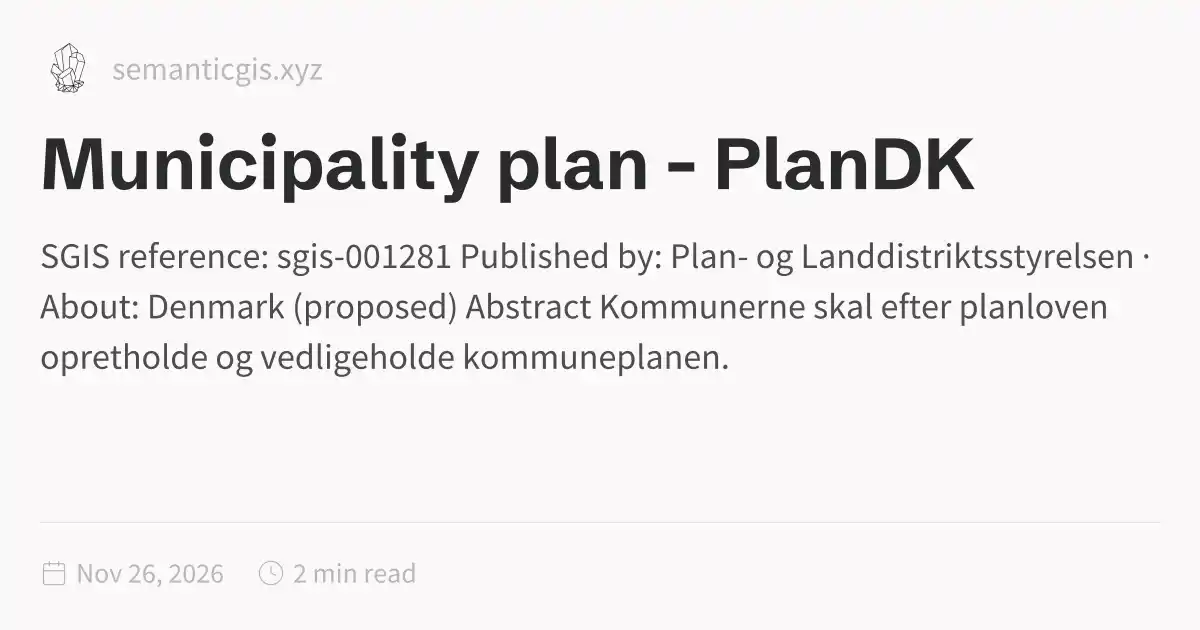 semanticgis.xyz
Municipality plan - PlanDK
SGIS reference: sgis-001281 Published by: Plan- og Landdistriktsstyrelsen ·
About: Denmark (proposed) Abstract Kommunerne skal efter planloven
opretholde og vedligeholde kommuneplanen.
Nov 26, 2026 2 min read